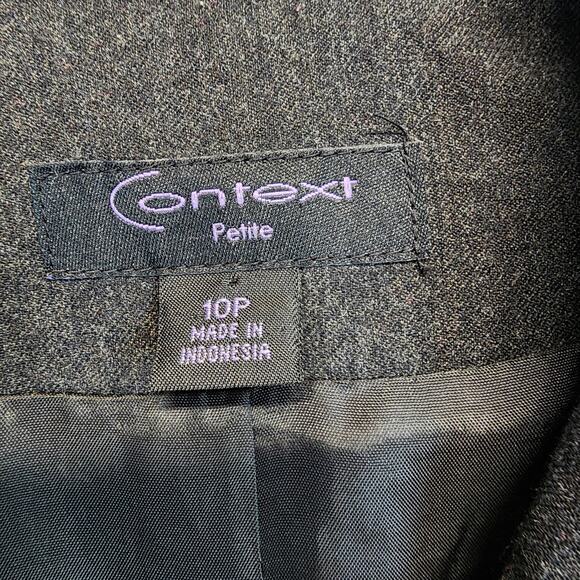 Context
Petite
10P
MADE IN
INDONESIA